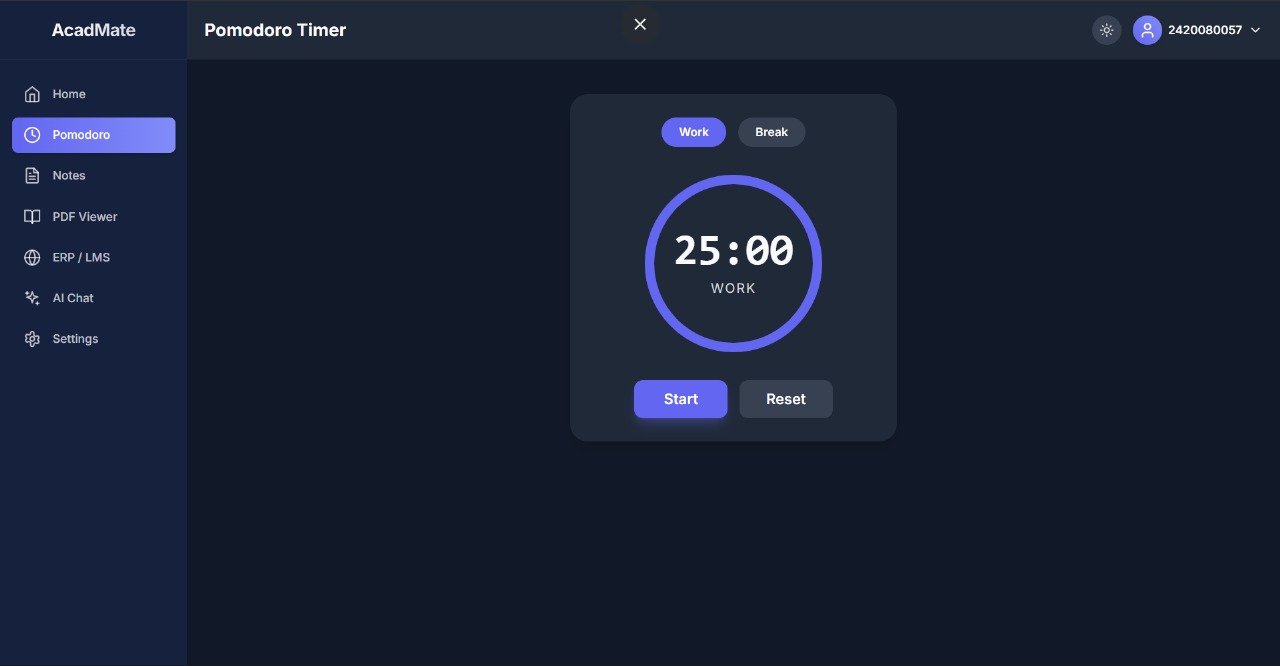 AcadMate
Pomodoro Timer
2420080057
Home
Pomodoro
Notes
PDF Viewer
ERP / LMS
AI Chat
Settings
Work
Break
25:00
WORK
Start
Reset